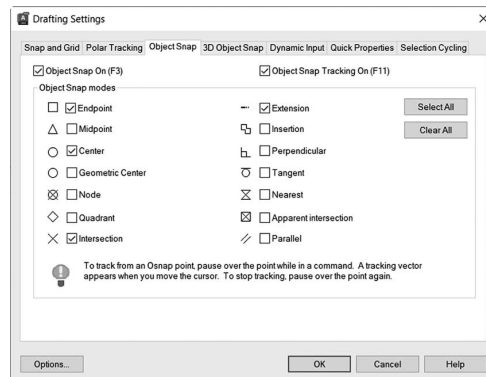 Drafting Settings
Snap and Grid Polar Tracking Object Snap 3D Object Snap Dynamic Input Quick Properties Selection Cycling
Object Snap On (F3) Object Snap Tracking On (F11)
Object Snap modes
Endpoint Extension Select All
Midpoint Insertion Clear All
Center Perpendicular
Geometric Center Tangent
Node Nearest
Quadrant Apparent intersection
Intersection Parallel
To track from an Osnap point, pause over the point while in a command. A tracking vector
appears when you move the cursor. To stop tracking, pause over the point again.
Options... OK Cancel Help